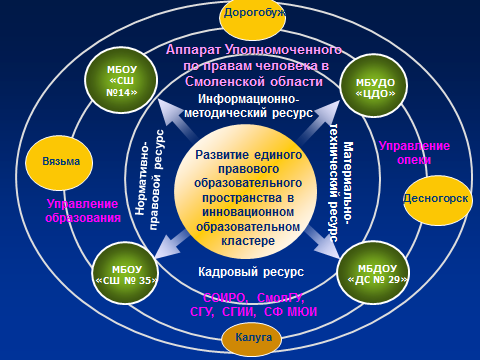 Дорогобуж
Аппарат Уполномоченного
по правам человека в
Смоленской области
МБОУ
«СШ
№14»
МБУДО
«ЦДО»
Информационно-
методический ресурс
Вязьма
Управление
образования
Нормативно-
правовой ресурс
Развитие единого
правового
образовательного
пространства в
инновационном
образовательном
кластере
Материально-
технический ресурс
Управление
опеки
Десногорск
МБОУ
«СШ № 35»
МБДОУ
«ДС № 29»
Кадровый ресурс
СОИРО, СмолГУ,
СГУ, СГИИ, СФ МЮИ
Калуга